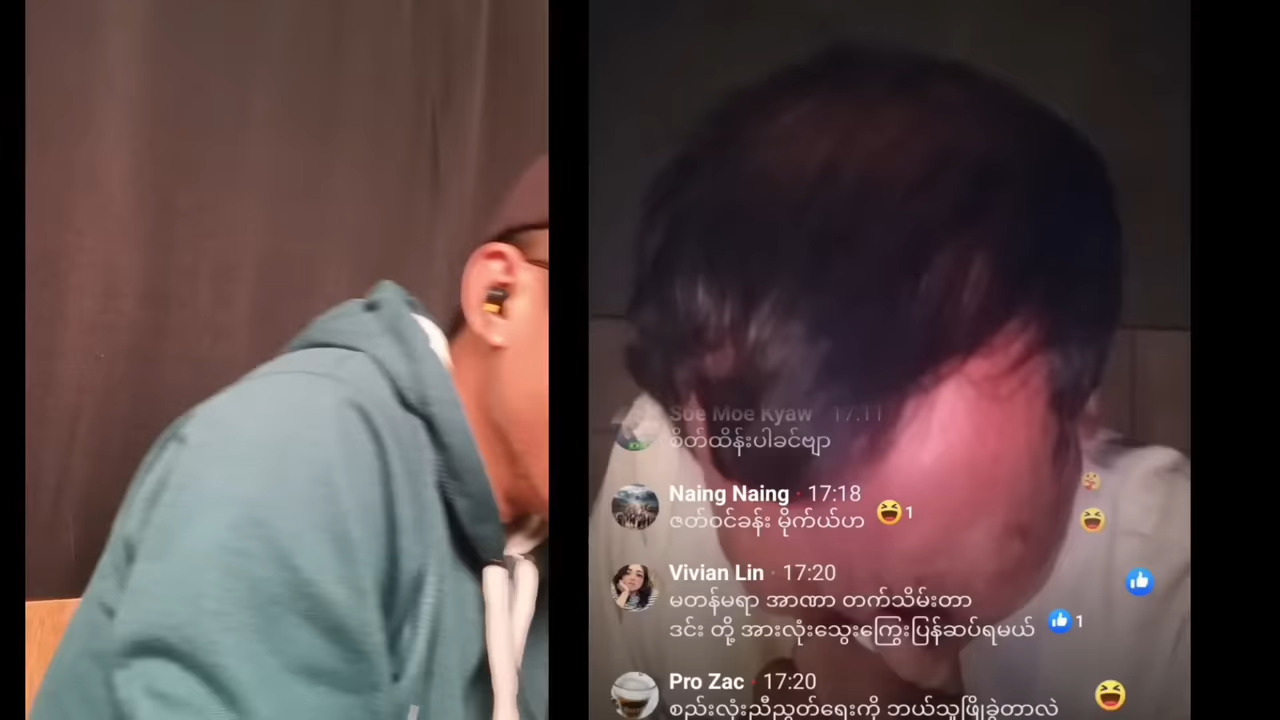 Soe Moe Kyaw · 17:11
စိတ်ထိန်းပါခင်ဗျာ
Naing Naing · 17:18
ဇတ်ဝင်ခန်း မိုက်ယ်ဟ 1
Vivian Lin · 17:20
မတန်မရာ အာဏာ တက်သိမ်းတာ
ဒင်း တို့ အားလုံးသွေးကြွေးပြန်ဆပ်ရမယ် 1
Pro Zac · 17:20
စည်းလုံးညီညွတ်ရေးကို ဘယ်သူဖြိုခွဲတာလဲ